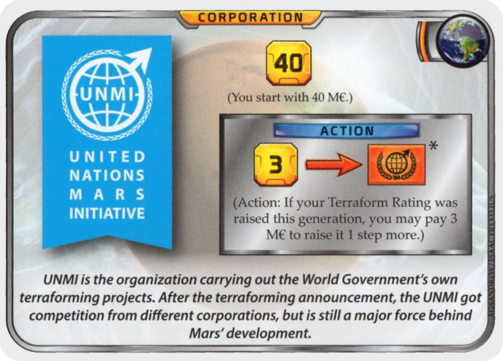 CORPORATION
UNMI
UNITED
NATIONS
MARS
INITIATIVE
40
(You start with 40 M€.)
ACTION
3
*
(Action: If your Terraform Rating was
raised this generation, you may pay 3
M€ to raise it 1 step more.)
UNMI is the organization carrying out the World Government's own
terraforming projects. After the terraforming announcement, the UNMI got
competition from different corporations, but is still a major force behind
Mars' development.